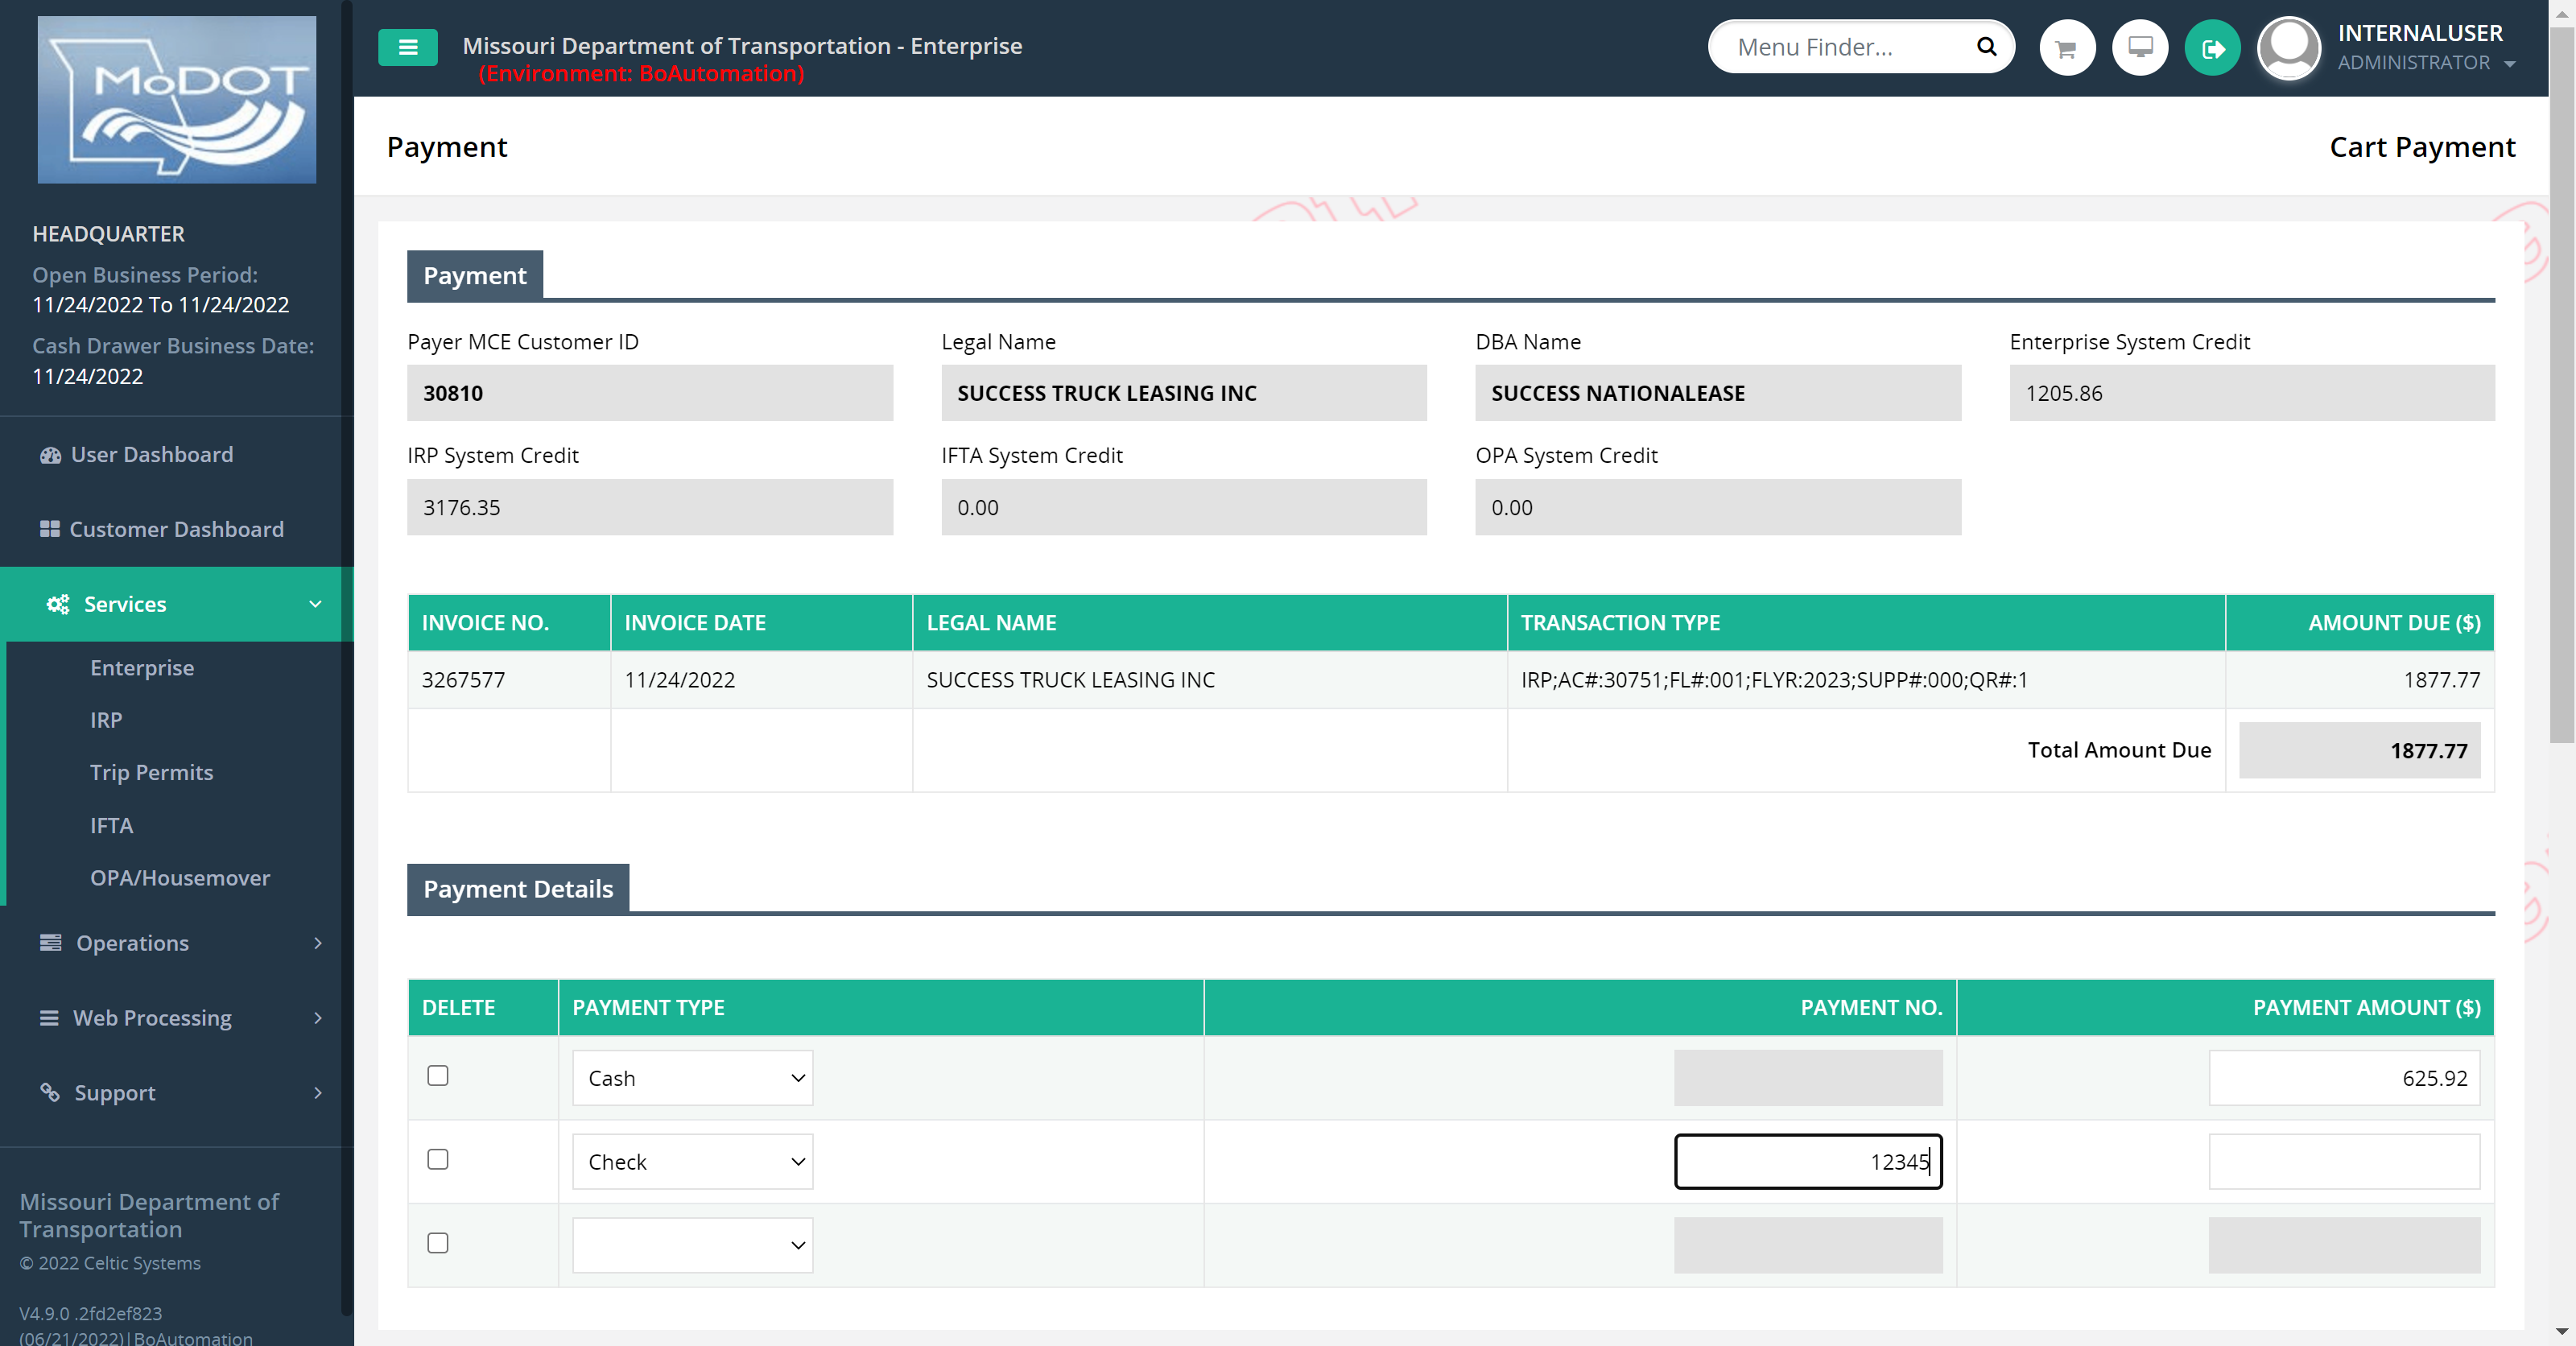 MoDOT
Missouri Department of Transportation - Enterprise
(Environment: BoAutomation)
Menu Finder...
INTERNALUSER
ADMINISTRATOR
HEADQUARTER
Open Business Period:
11/24/2022 To 11/24/2022
Cash Drawer Business Date:
11/24/2022
User Dashboard
Customer Dashboard
Services
Enterprise
IRP
Trip Permits
IFTA
OPA/Housemover
Operations
Web Processing
Support
Missouri Department of
Transportation
© 2022 Celtic Systems
V4.9.0 .2fd2ef823
(06/21/2022)|BoAutomation
Payment
Cart Payment
Payment
Payer MCE Customer ID
Legal Name
DBA Name
Enterprise System Credit
30810
SUCCESS TRUCK LEASING INC
SUCCESS NATIONALEASE
1205.86
IRP System Credit
IFTA System Credit
OPA System Credit
3176.35
0.00
0.00
INVOICE NO. INVOICE DATE LEGAL NAME TRANSACTION TYPE AMOUNT DUE ($)
3267577 11/24/2022 SUCCESS TRUCK LEASING INC IRP;AC#:30751;FL#:001;FLYR:2023;SUPP#:000;QR#:1 1877.77
Total Amount Due 1877.77
Payment Details
DELETE PAYMENT TYPE PAYMENT NO. PAYMENT AMOUNT ($)
Cash 625.92
Check 12345